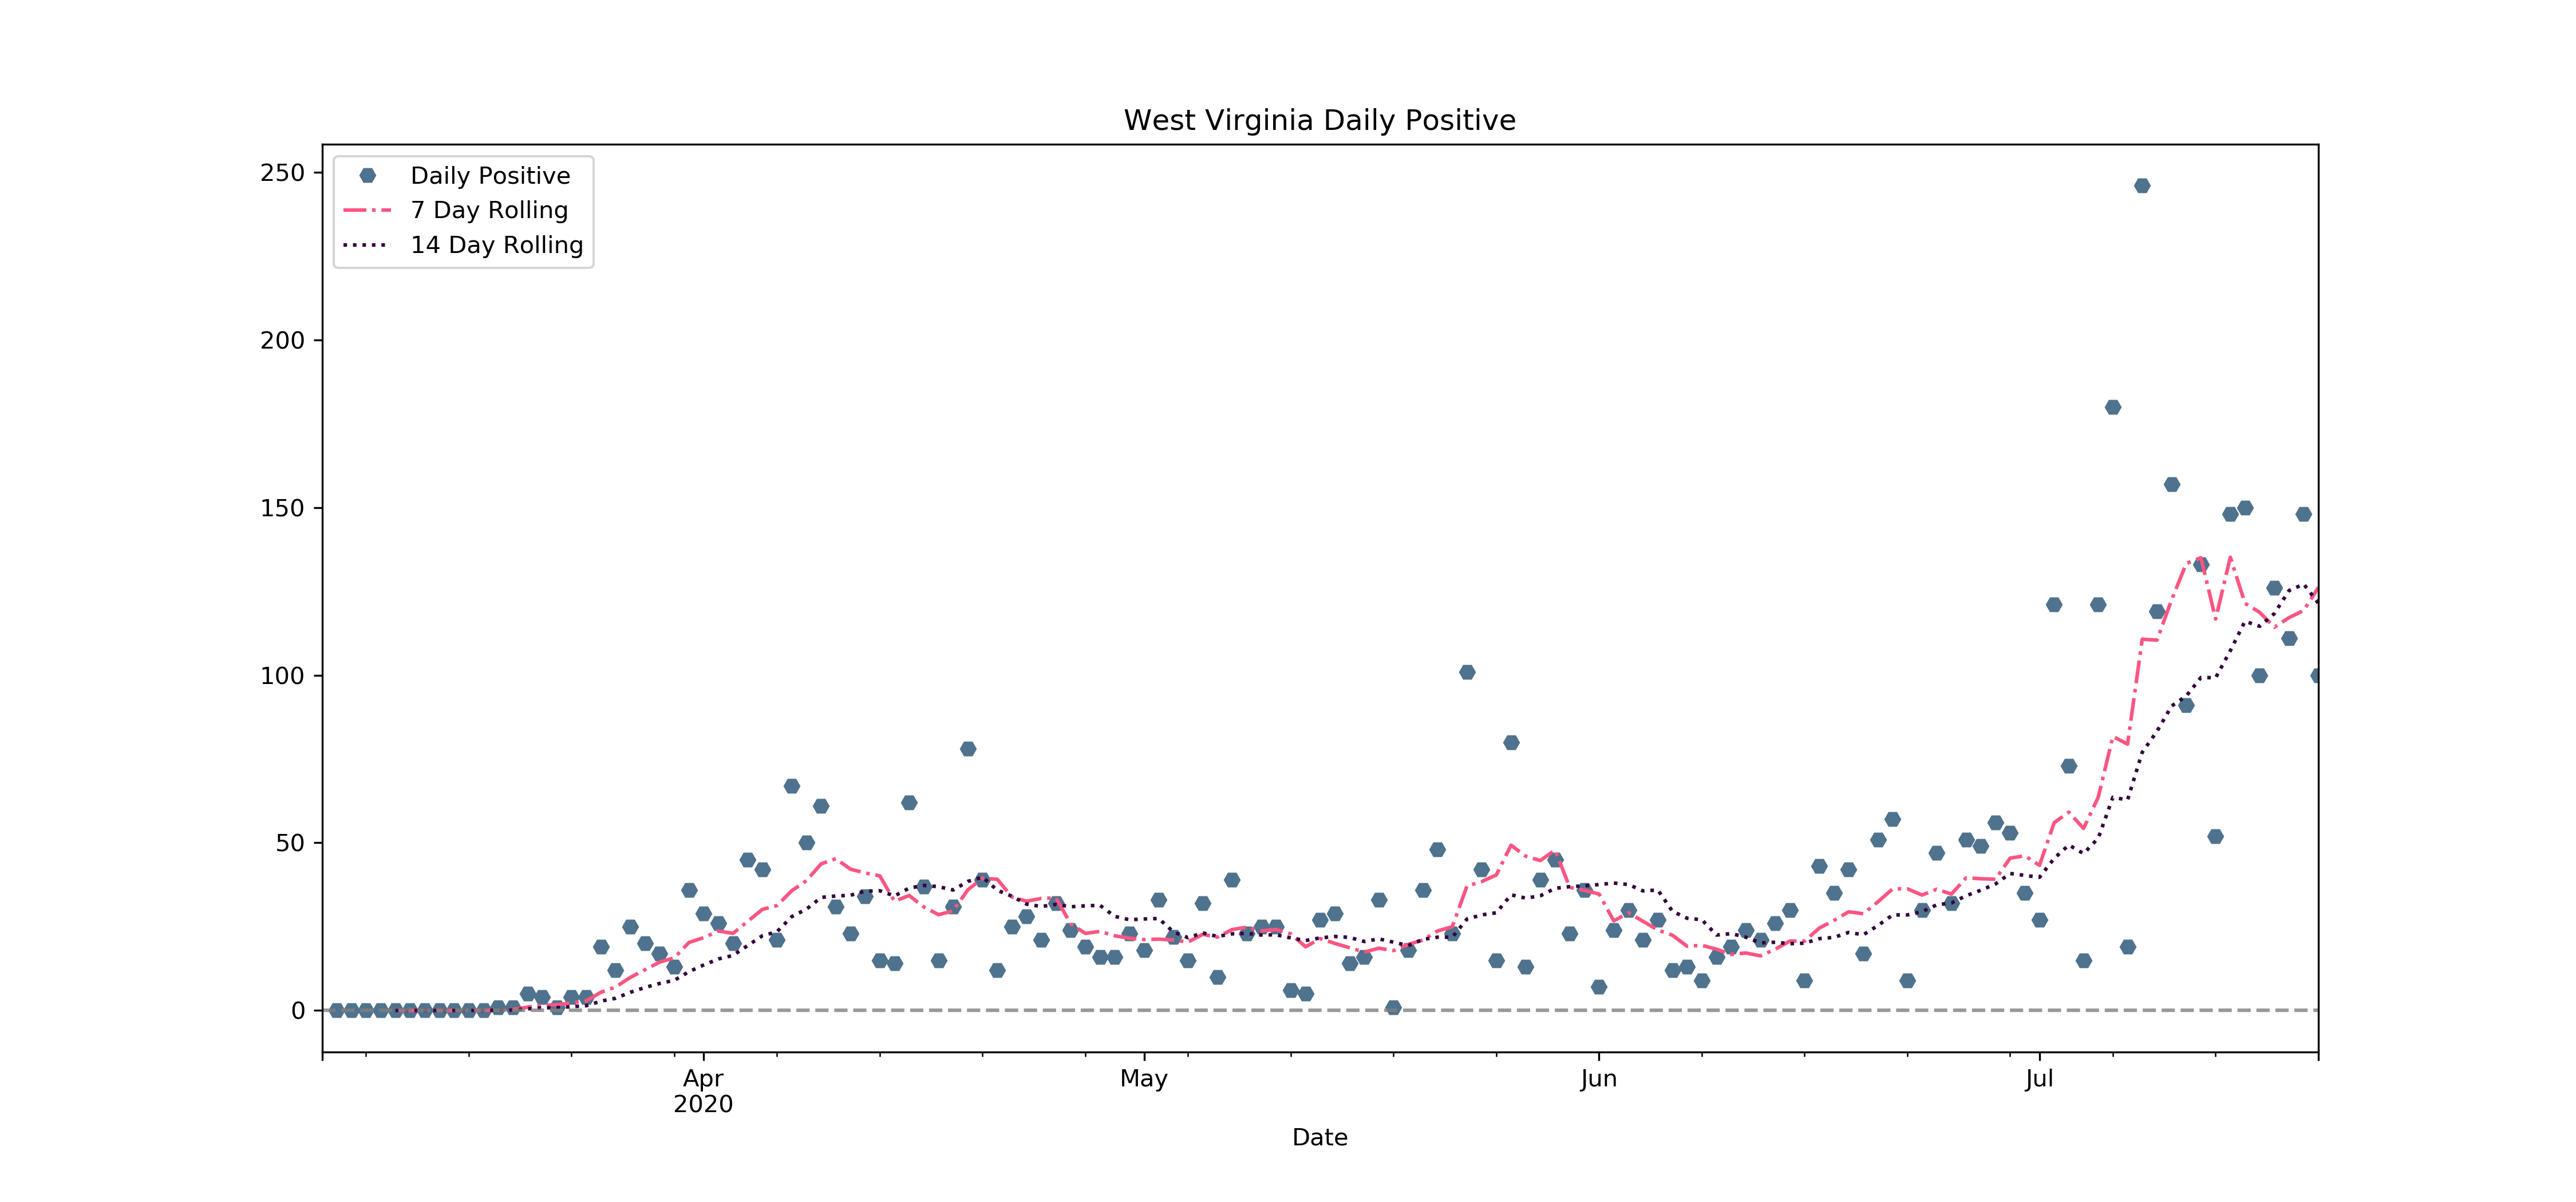 West Virginia Daily Positive
250
200
150
100
50
0
Daily Positive
7 Day Rolling
14 Day Rolling
Apr
2020
May
Jun
Jul
Date